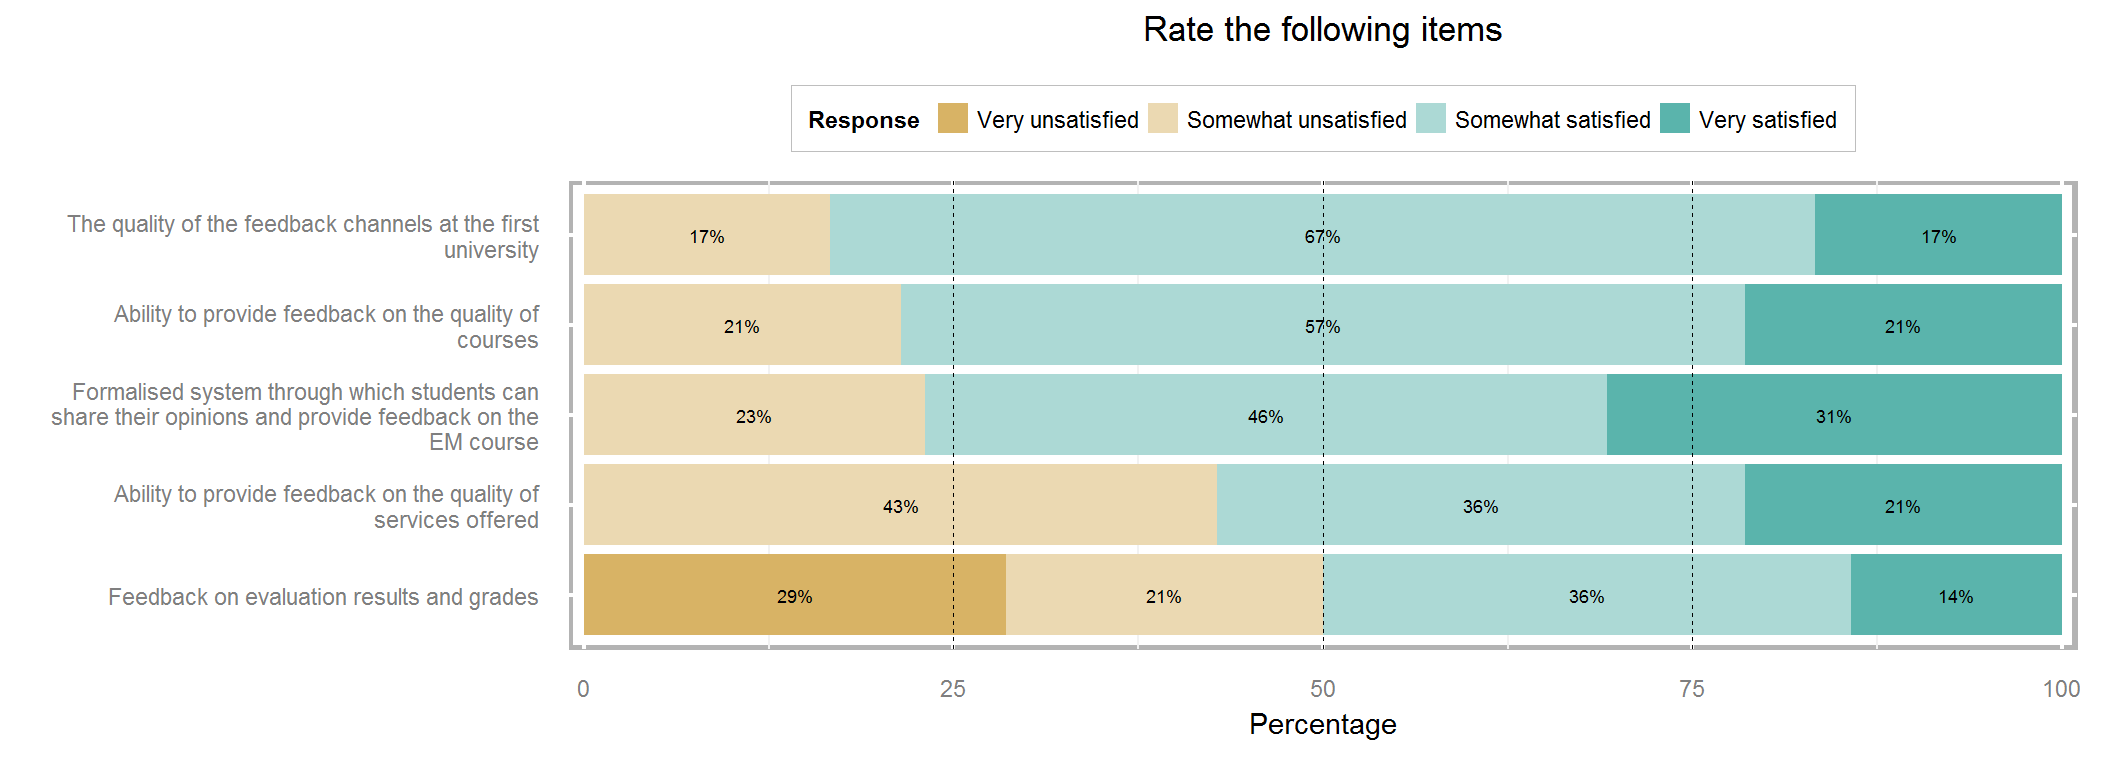 Rate the following items
Response Very unsatisfied Somewhat unsatisfied Somewhat satisfied Very satisfied
The quality of the feedback channels at the first
university
17% 67% 17%
Ability to provide feedback on the quality of
courses
21% 57% 21%
Formalised system through which students can
share their opinions and provide feedback on the
EM course
23% 46% 31%
Ability to provide feedback on the quality of
services offered
43% 36% 21%
Feedback on evaluation results and grades
29% 21% 36% 14%
0 25 50 75 100
Percentage